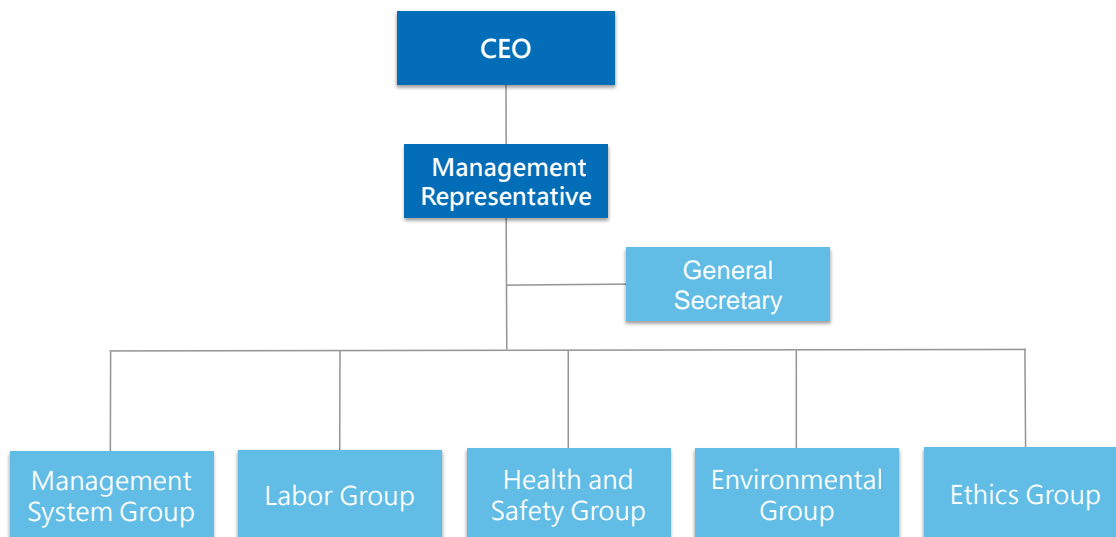 CEO
Management
Representative
General
Secretary
Management
System Group
Labor Group
Health and
Safety Group
Environmental
Group
Ethics Group